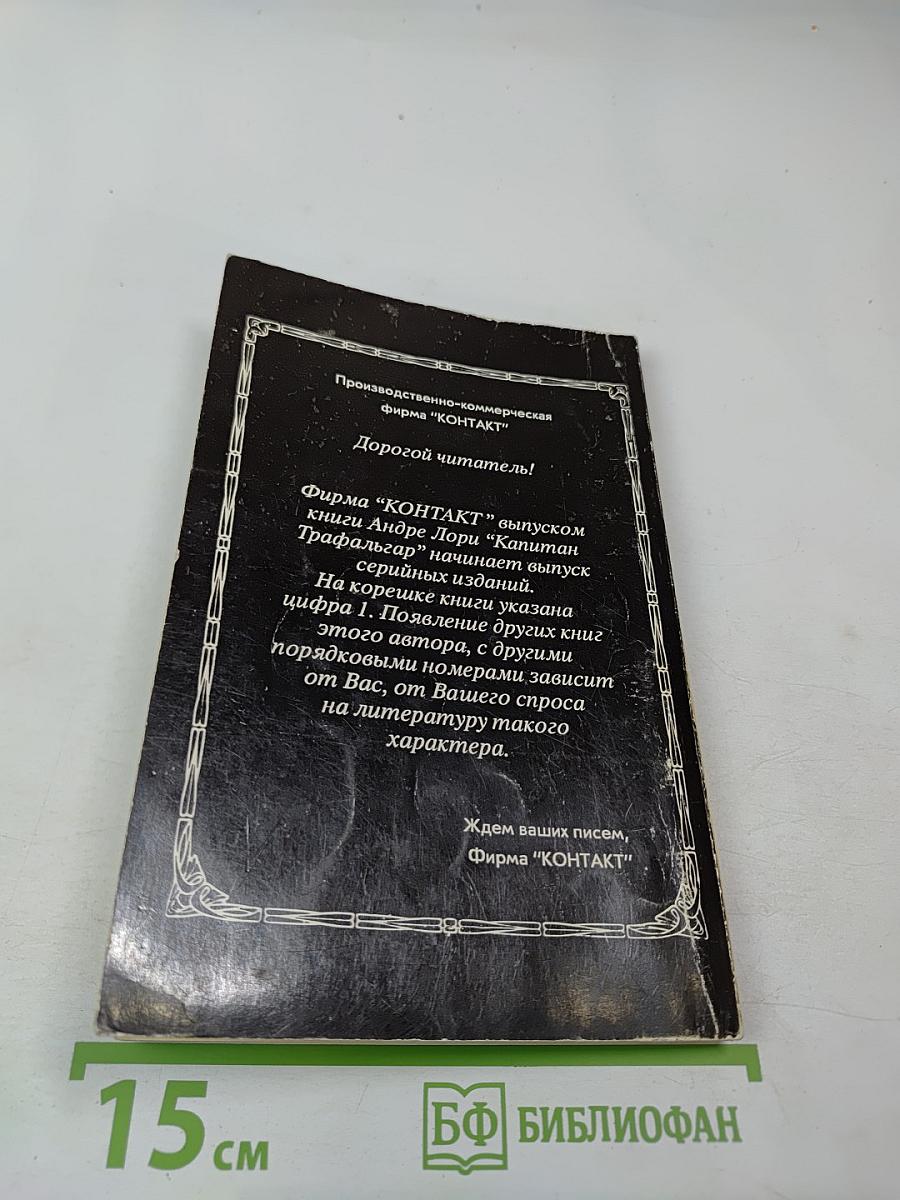 Производственно-коммерческая
фирма "КОНТАКТ"
Дорогой читатель!
Фирма “КОНТАКТ” выпуском
книги Андре Лори “Капитан
Трафальгар” начинает выпуск
серийных изданий.
На корешке книги указана
цифра 1. Появление других книг
этого автора, с другими
порядковыми номерами зависит
от Вас, от Вашего спроса
на литературу такого
характера.
Ждем ваших писем,
Фирма "КОНТАКТ"
15 см
БФ БИБЛИОФАН